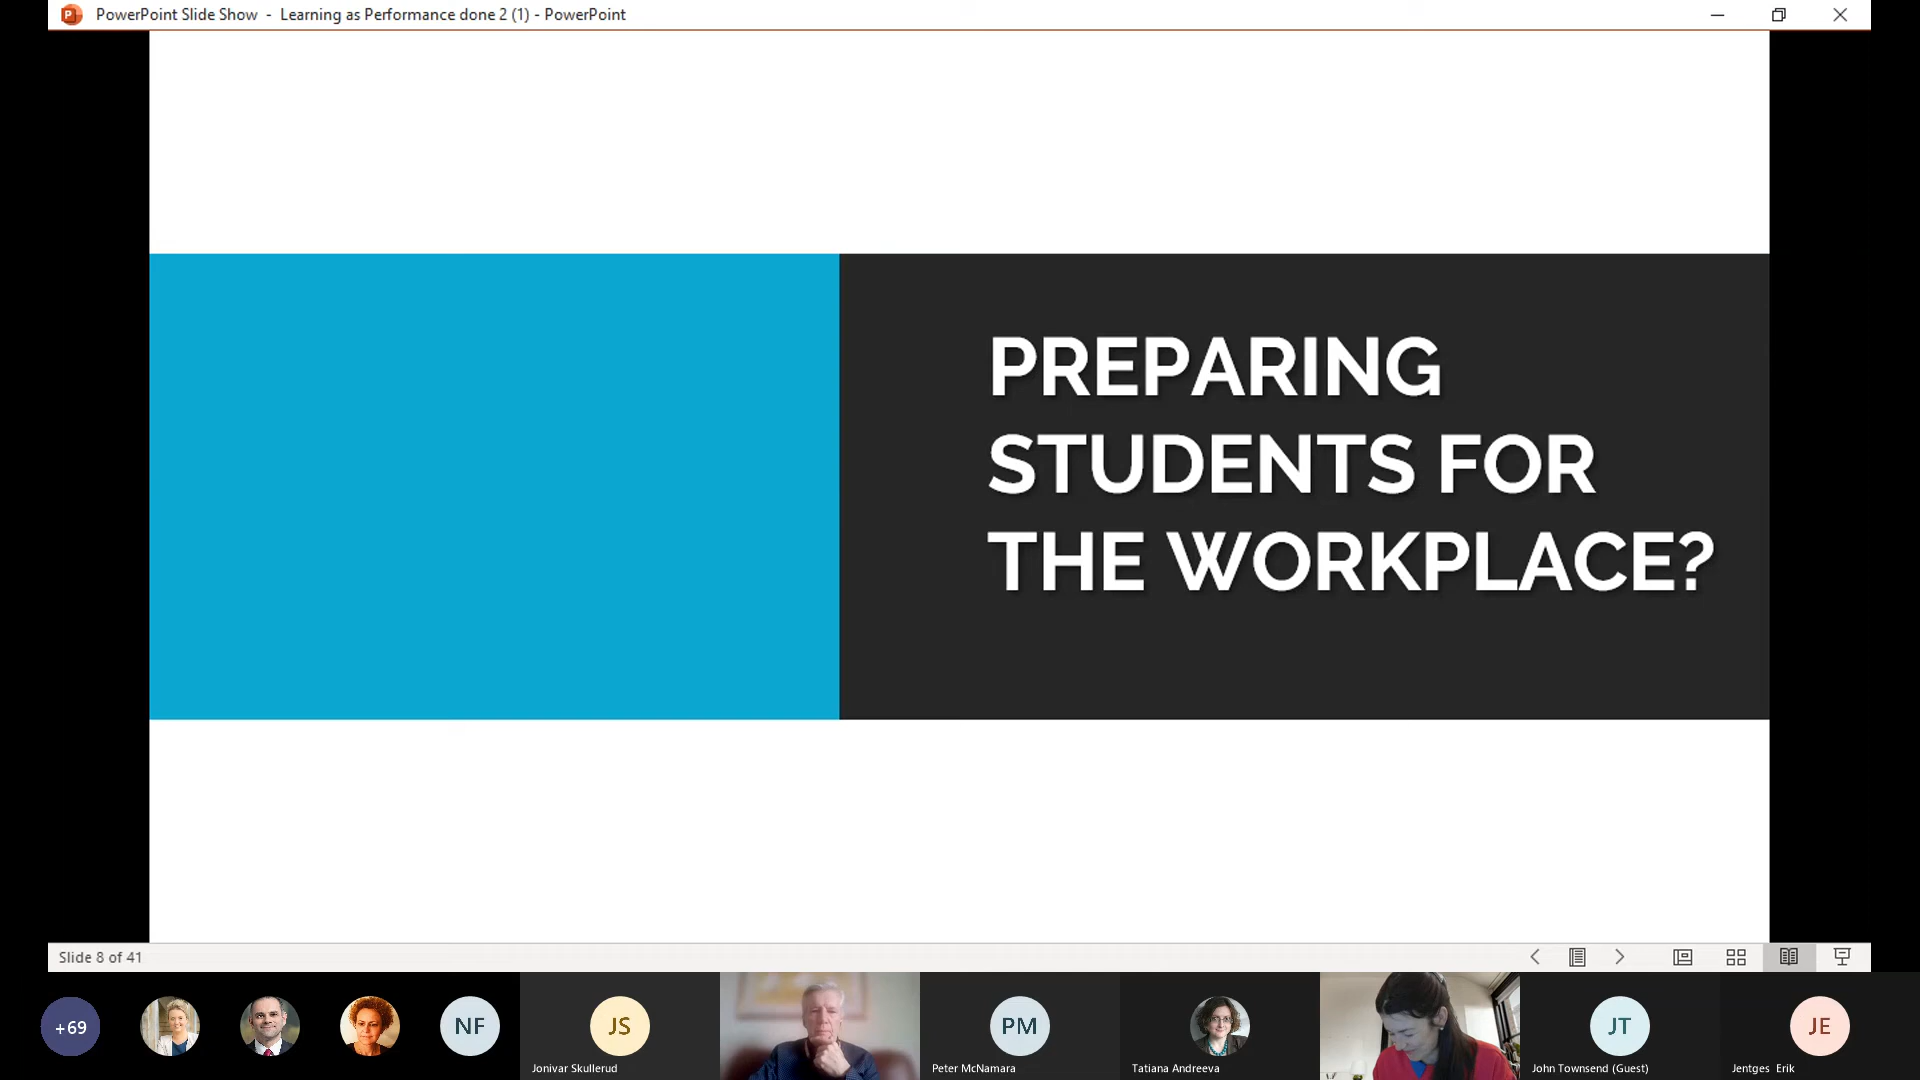 PowerPoint Slide Show  -  Learning as Performance done 2 (1) - PowerPoint
PREPARING
STUDENTS FOR
THE WORKPLACE?
Slide 8 of 41
+69
NF
JS
Jonivar Skullerud
PM
Peter McNamara
Tatiana Andreeva
JT
John Townsend (Guest)
JE
Jentges  Erik